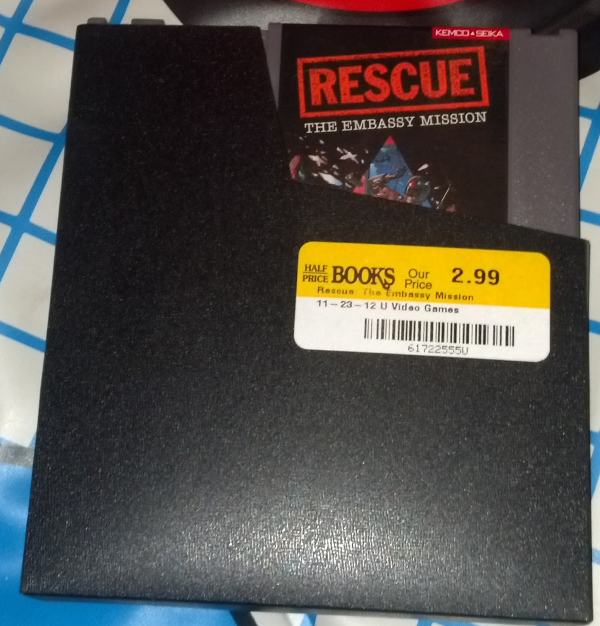 KEMCO ▲ SEIKA
RESCUE
THE EMBASSY MISSION
HALF PRICE BOOKS Our Price 2.99
Rescue: The Embassy Mission
11-23-12 U Video Games
61722555U